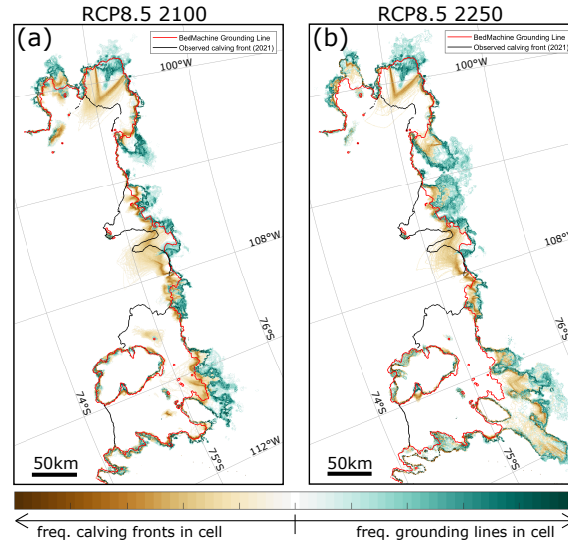 RCP8.5 2100
RCP8.5 2250
(a)
BedMachine Grounding Line
Observed calving front (2021)
100°W
108°W
76°S
74°S
75°S
112°W
50km
(b)
BedMachine Grounding Line
Observed calving front (2021)
100°W
108°W
76°S
74°S
75°S
112°W
50km
freq. calving fronts in cell
freq. grounding lines in cell